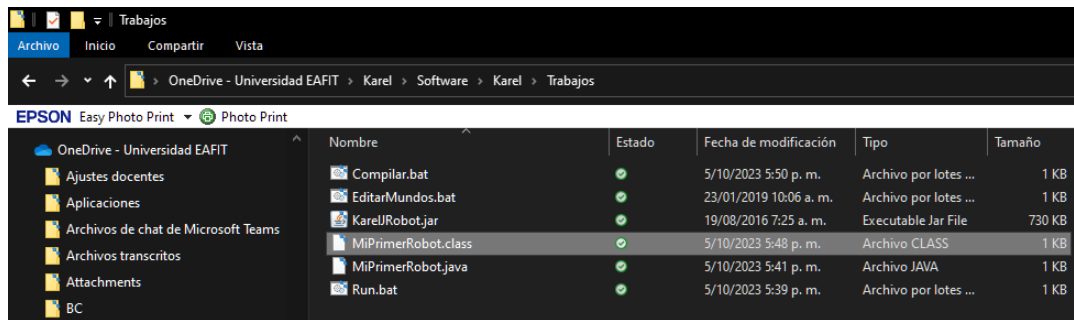 Trabajos
Archivo Inicio Compartir Vista
OneDrive - Universidad EAFIT > Karel > Software > Karel > Trabajos
EPSON Easy Photo Print Photo Print
OneDrive - Universidad EAFIT
Ajustes docentes
Aplicaciones
Archivos de chat de Microsoft Teams
Archivos transcritos
Attachments
BC
Nombre Estado Fecha de modificación Tipo Tamaño
Compilar.bat 5/10/2023 5:50 p. m. Archivo por lotes ... 1 KB
EditarMundos.bat 23/01/2019 10:06 a. m. Archivo por lotes ... 1 KB
KarelJRobot.jar 19/08/2016 7:25 a. m. Executable Jar File 730 KB
MiPrimerRobot.class 5/10/2023 5:48 p. m. Archivo CLASS 1 KB
MiPrimerRobot.java 5/10/2023 5:41 p. m. Archivo JAVA 1 KB
Run.bat 5/10/2023 5:39 p. m. Archivo por lotes ... 1 KB